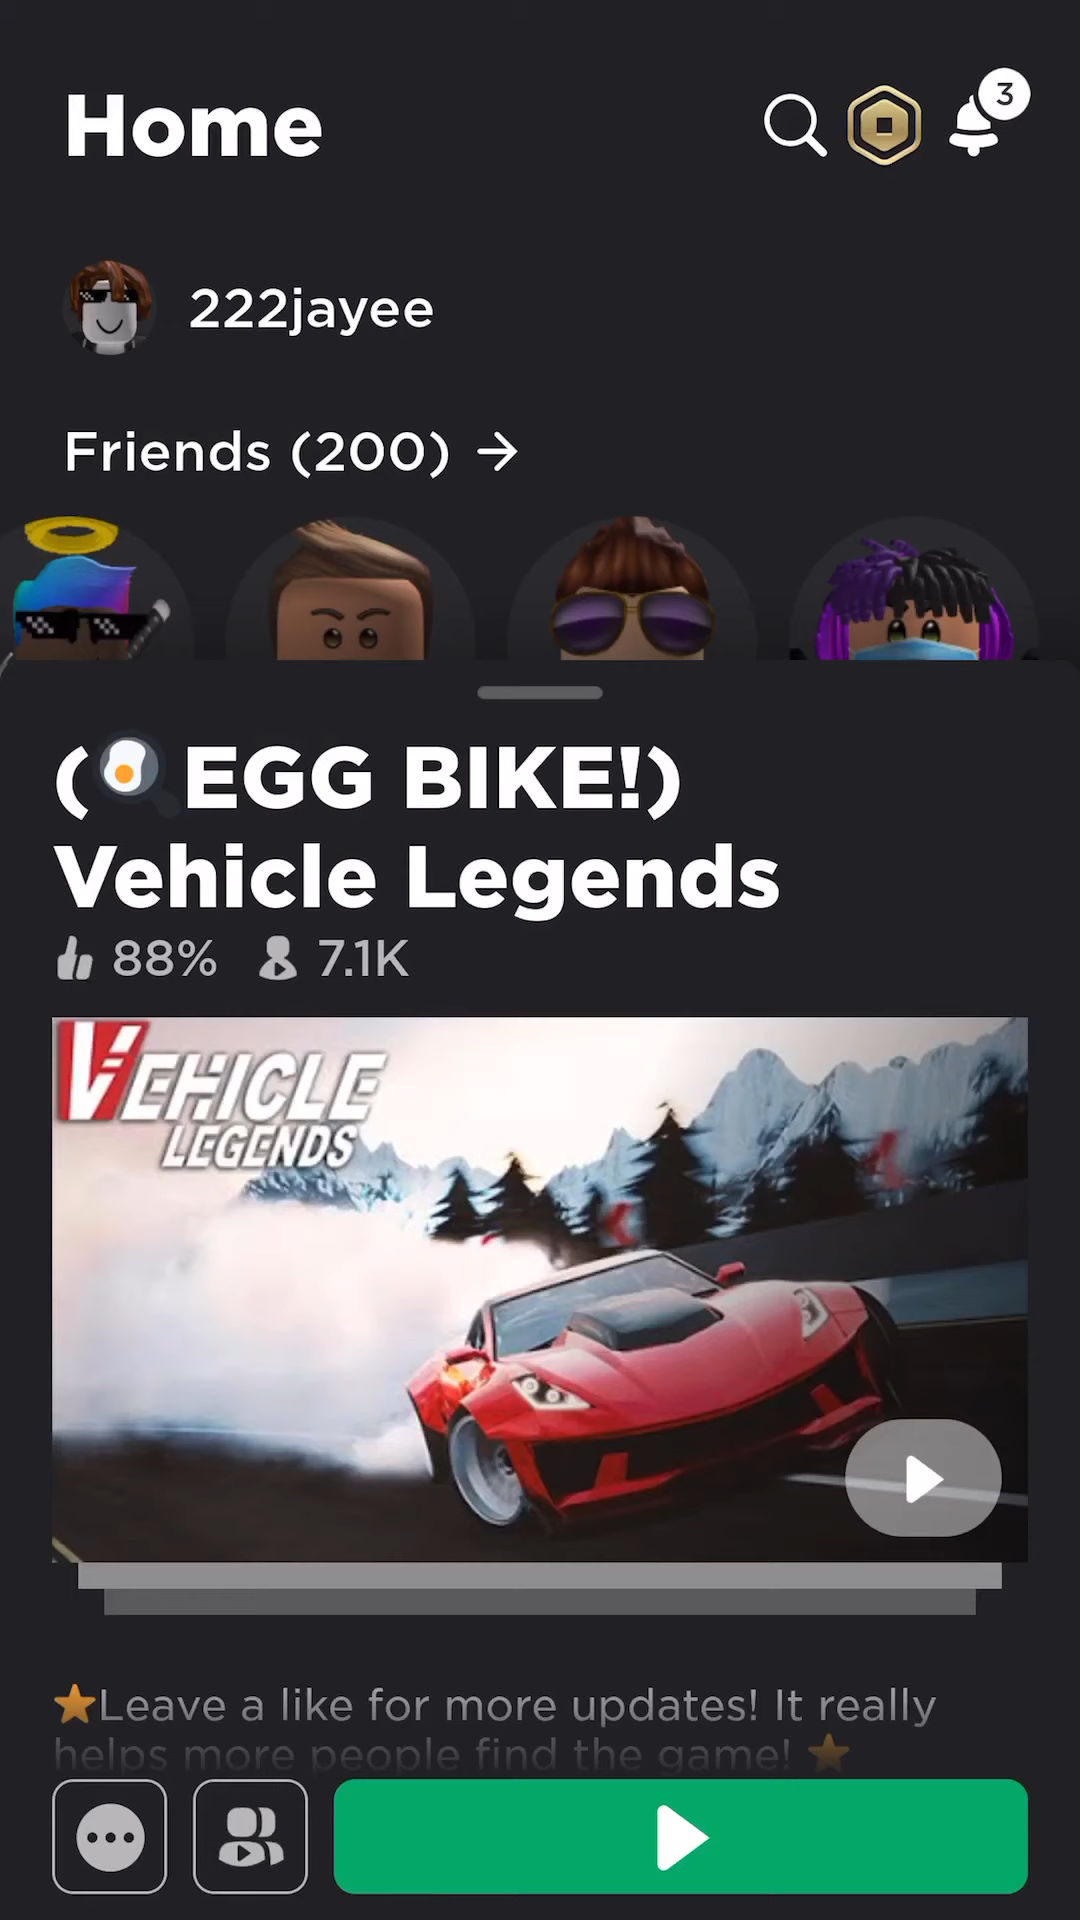 Home
3
222jayee
Friends (200) →
(🍳EGG BIKE!)
Vehicle Legends
88% 7.1K
VEHICLE
LEGENDS
⭐Leave a like for more updates! It really
helps more people find the game! ⭐